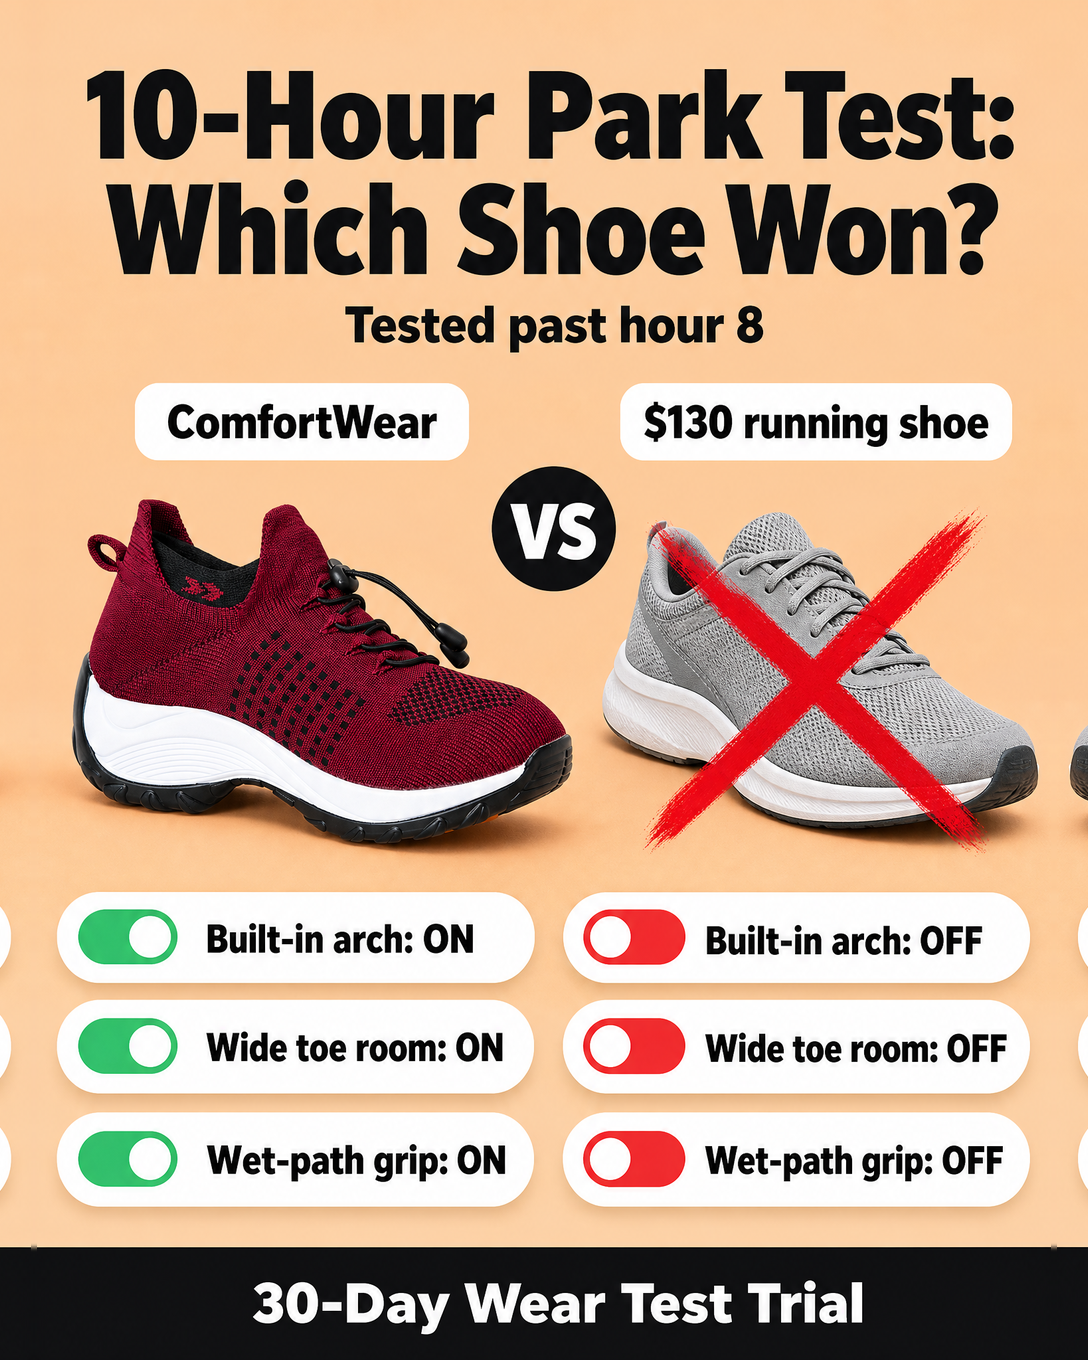 10-Hour Park Test:
Which Shoe Won?
Tested past hour 8
ComfortWear
$130 running shoe
VS
Built-in arch: ON
Built-in arch: OFF
Wide toe room: ON
Wide toe room: OFF
Wet-path grip: ON
Wet-path grip: OFF
30-Day Wear Test Trial